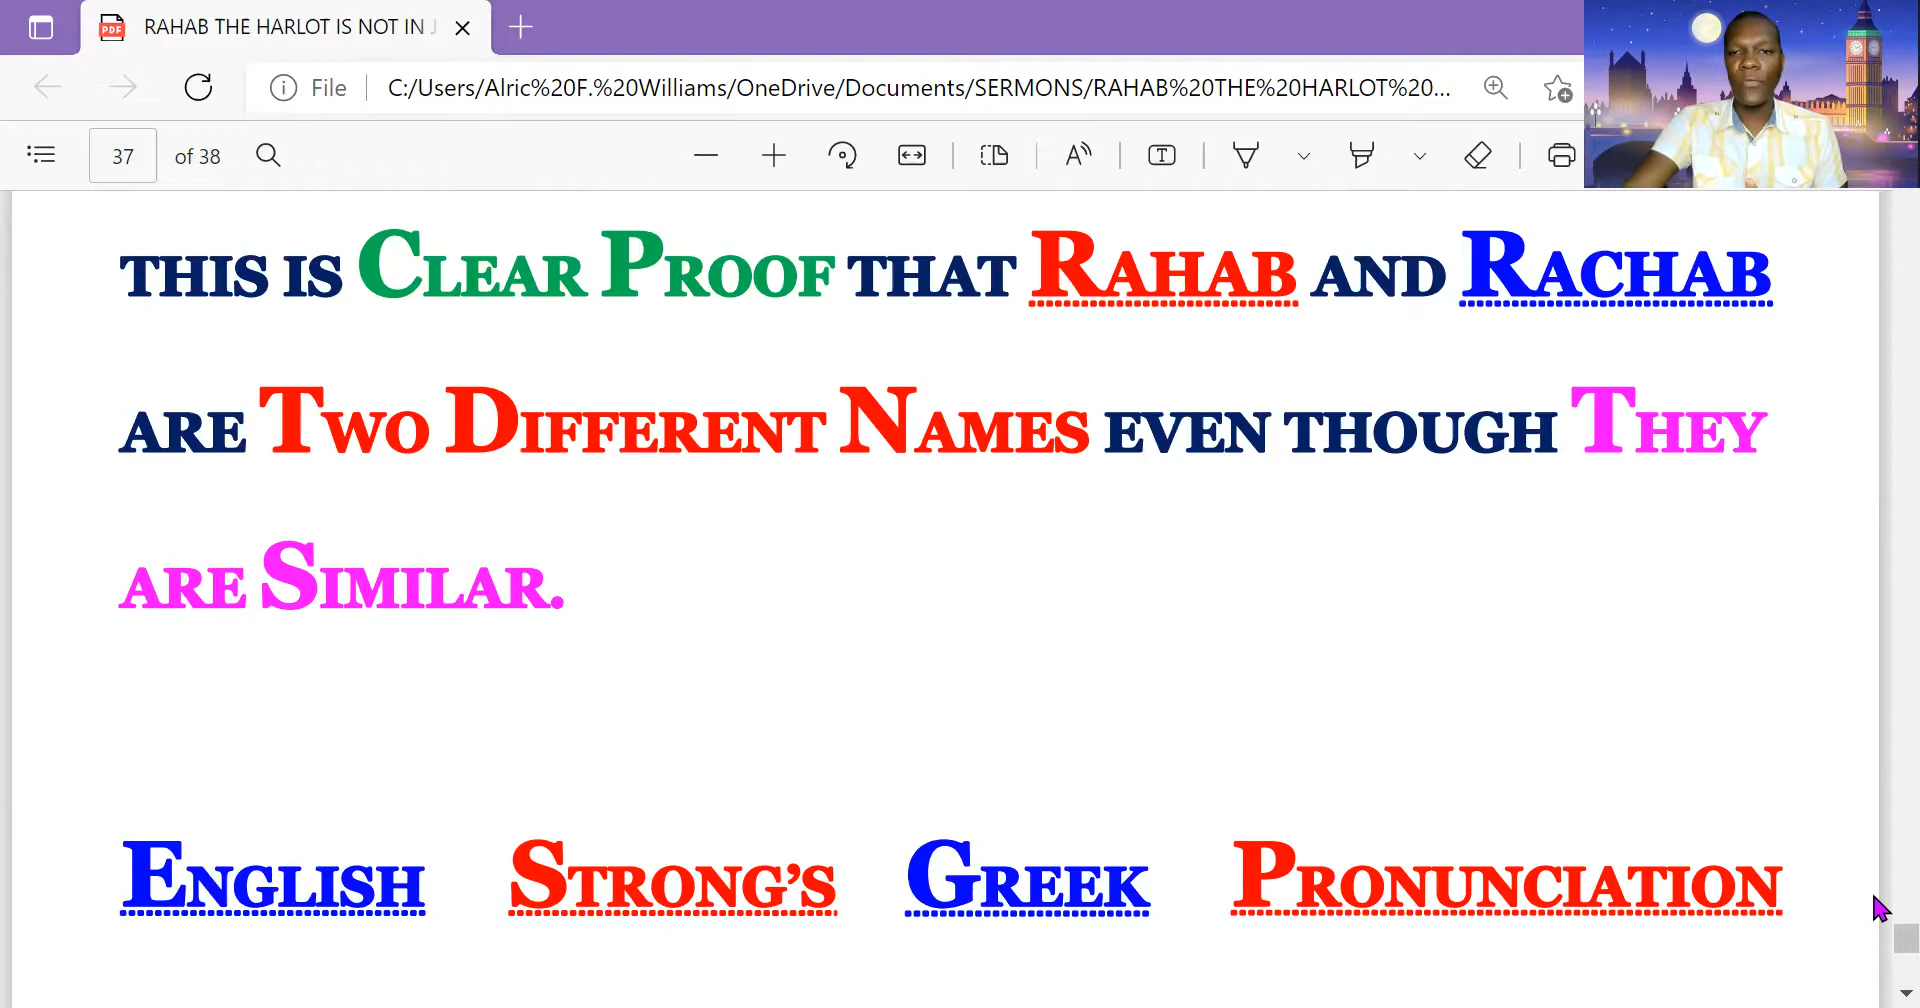 RAHAB THE HARLOT IS NOT IN J
File C:/Users/Alric%20F.%20Williams/OneDrive/Documents/SERMONS/RAHAB%20THE%20HARLOT%20...
37 of 38
THIS IS CLEAR PROOF THAT RAHAB AND RACHAB
ARE TWO DIFFERENT NAMES EVEN THOUGH THEY
ARE SIMILAR.
ENGLISH STRONG’S GREEK PRONUNCIATION